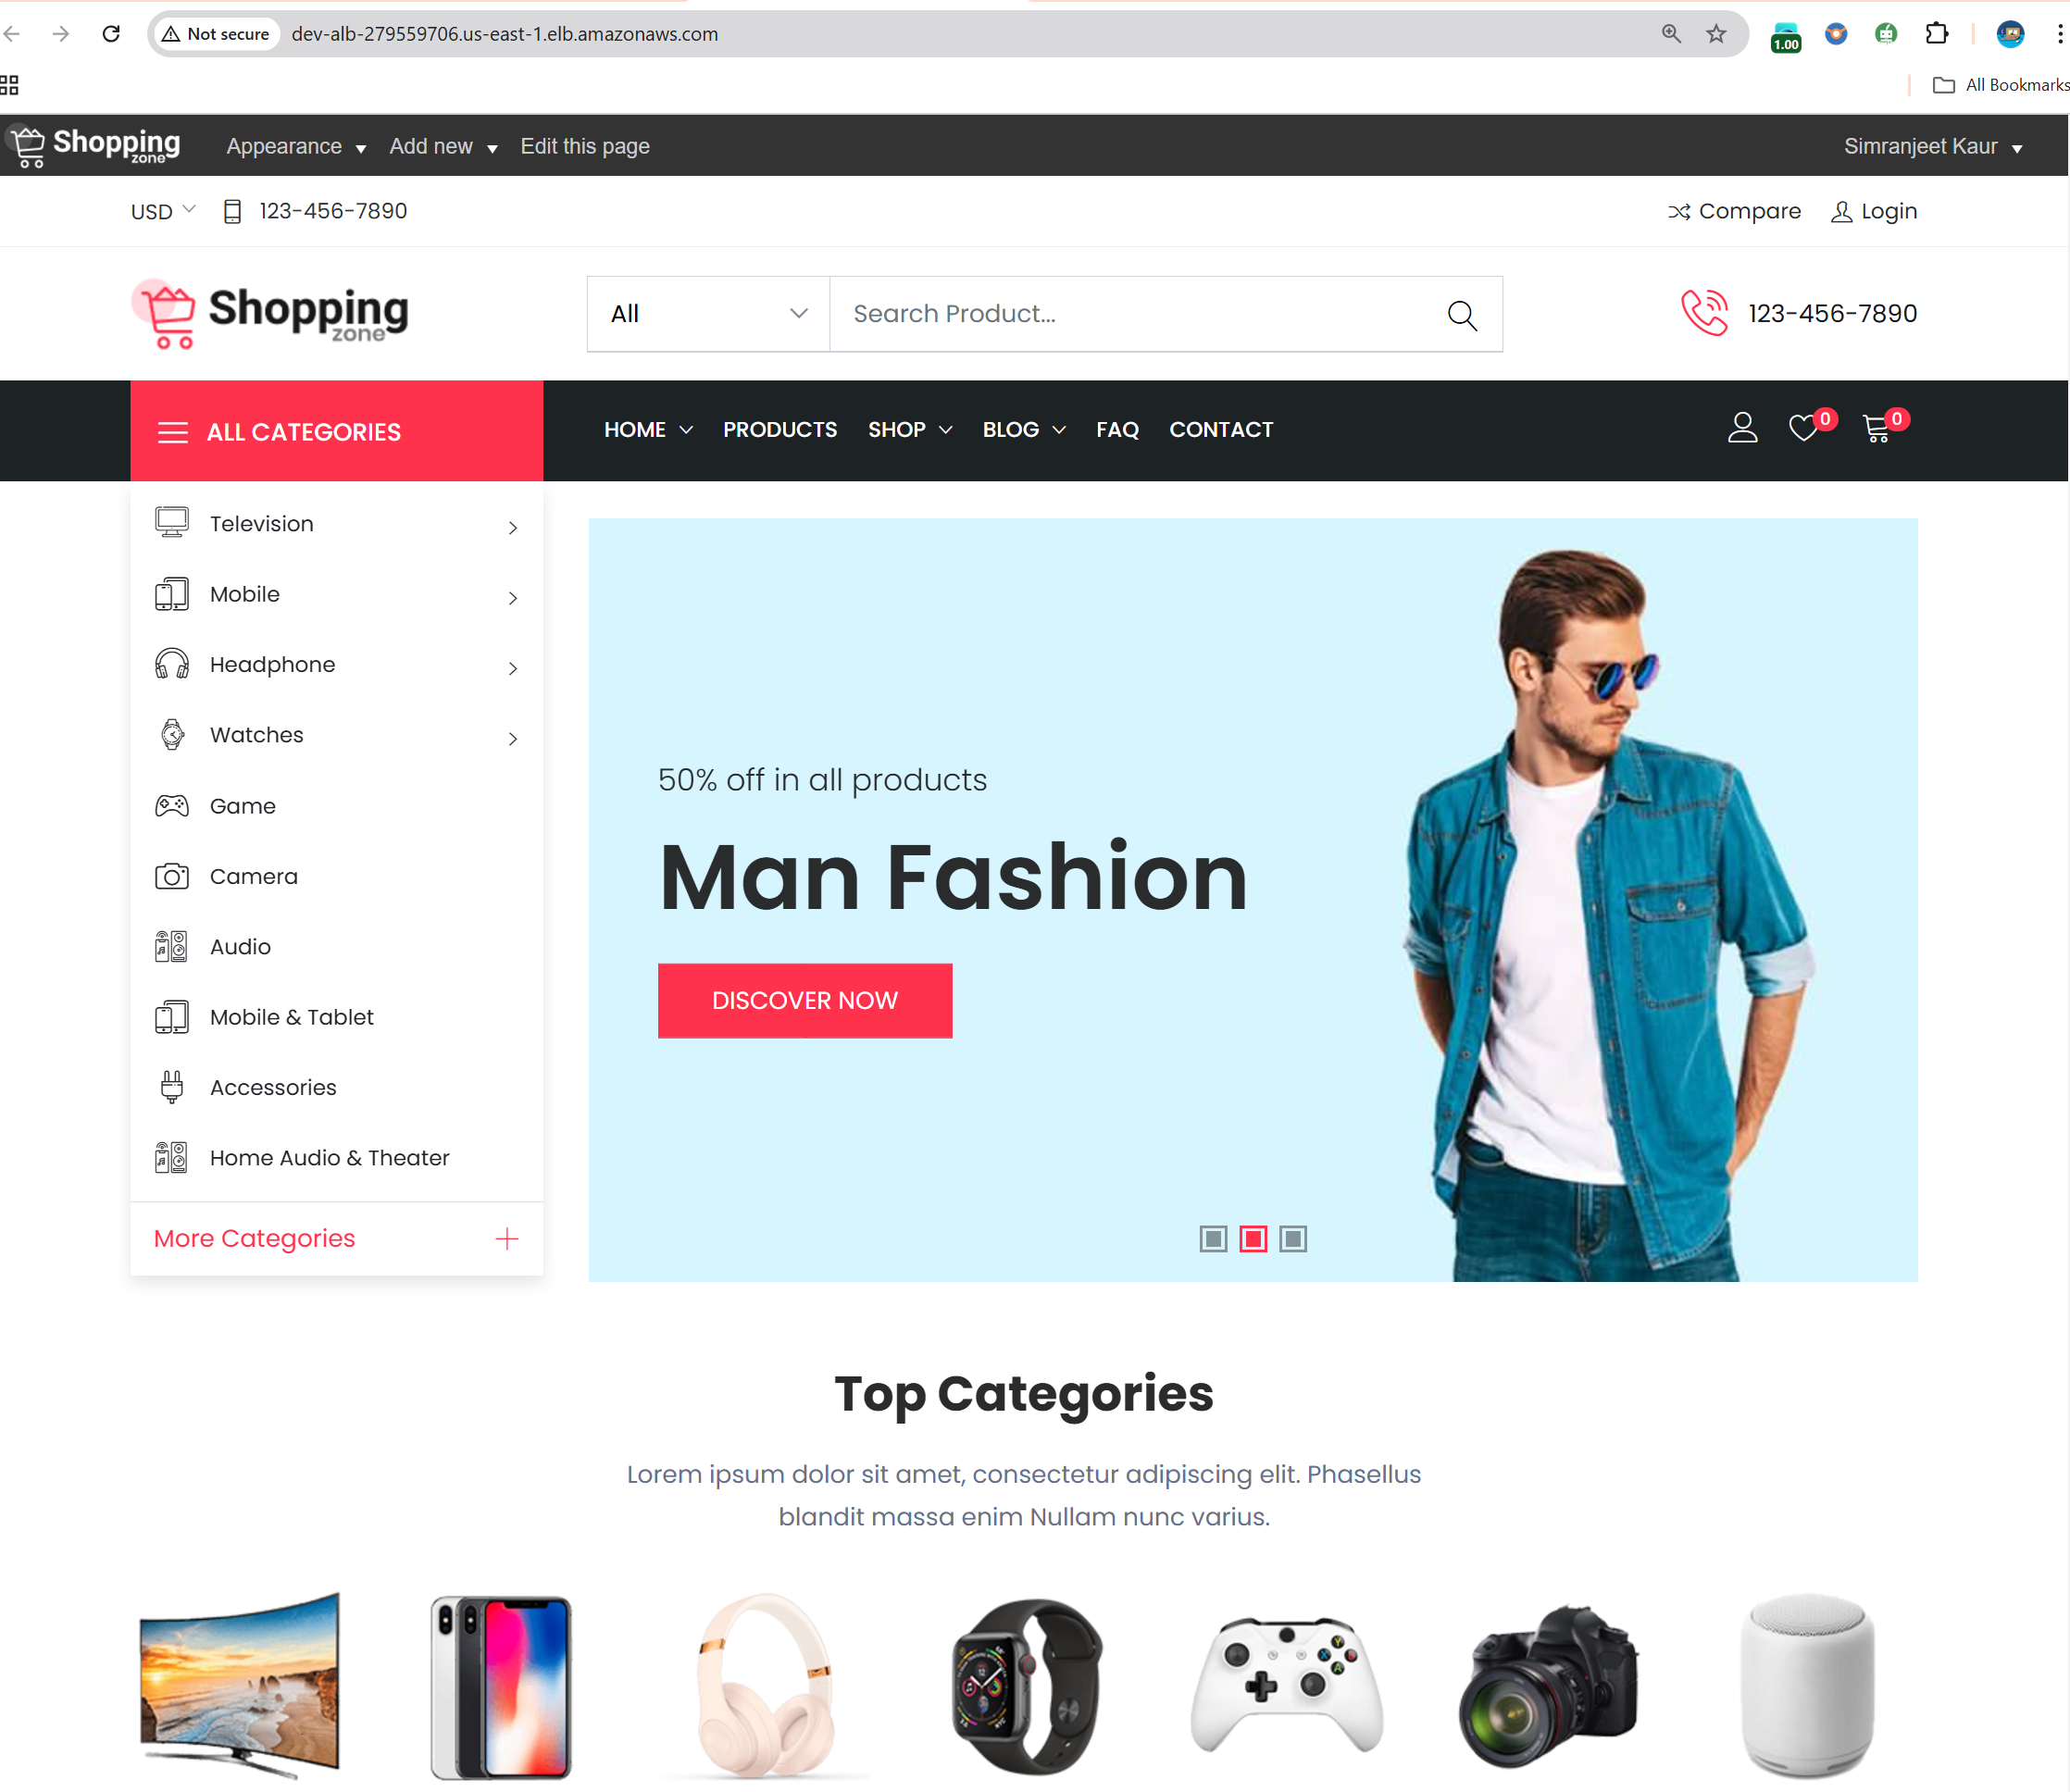 Not secure dev-alb-279559706.us-east-1.elb.amazonaws.com 1.00
All Bookmarks
Shopping zone Appearance Add new Edit this page Simranjeet Kaur
USD 123-456-7890 Compare Login
Shopping zone All Search Product... 123-456-7890
ALL CATEGORIES HOME PRODUCTS SHOP BLOG FAQ CONTACT 0 0
Television
Mobile
Headphone
Watches
Game
Camera
Audio
Mobile & Tablet
Accessories
Home Audio & Theater
More Categories
50% off in all products
Man Fashion
DISCOVER NOW
Top Categories
Lorem ipsum dolor sit amet, consectetur adipiscing elit. Phasellus
blandit massa enim Nullam nunc varius.